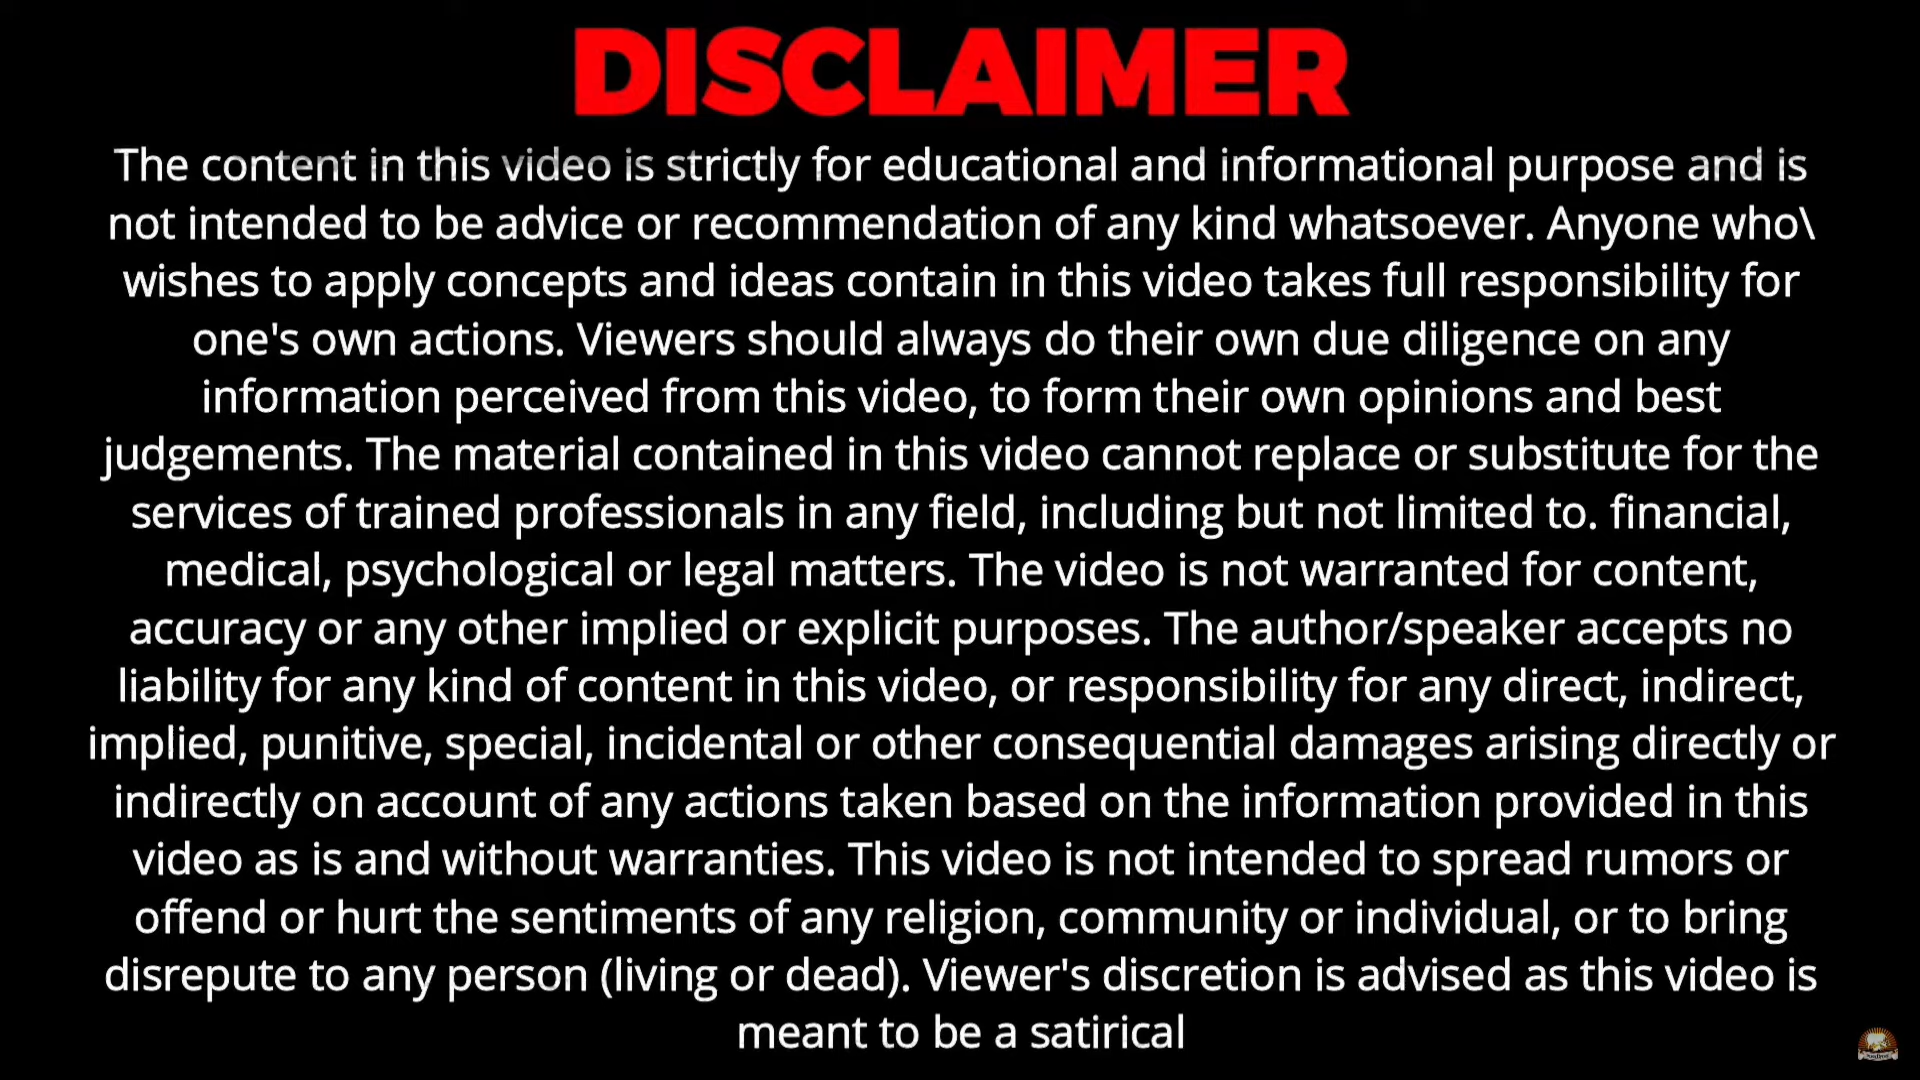 DISCLAIMER
The content in this video is strictly for educational and informational purpose and is
not intended to be advice or recommendation of any kind whatsoever. Anyone who\
wishes to apply concepts and ideas contain in this video takes full responsibility for
one's own actions. Viewers should always do their own due diligence on any
information perceived from this video, to form their own opinions and best
judgements. The material contained in this video cannot replace or substitute for the
services of trained professionals in any field, including but not limited to. financial,
medical, psychological or legal matters. The video is not warranted for content,
accuracy or any other implied or explicit purposes. The author/speaker accepts no
liability for any kind of content in this video, or responsibility for any direct, indirect,
implied, punitive, special, incidental or other consequential damages arising directly or
indirectly on account of any actions taken based on the information provided in this
video as is and without warranties. This video is not intended to spread rumors or
offend or hurt the sentiments of any religion, community or individual, or to bring
disrepute to any person (living or dead). Viewer's discretion is advised as this video is
meant to be a satirical